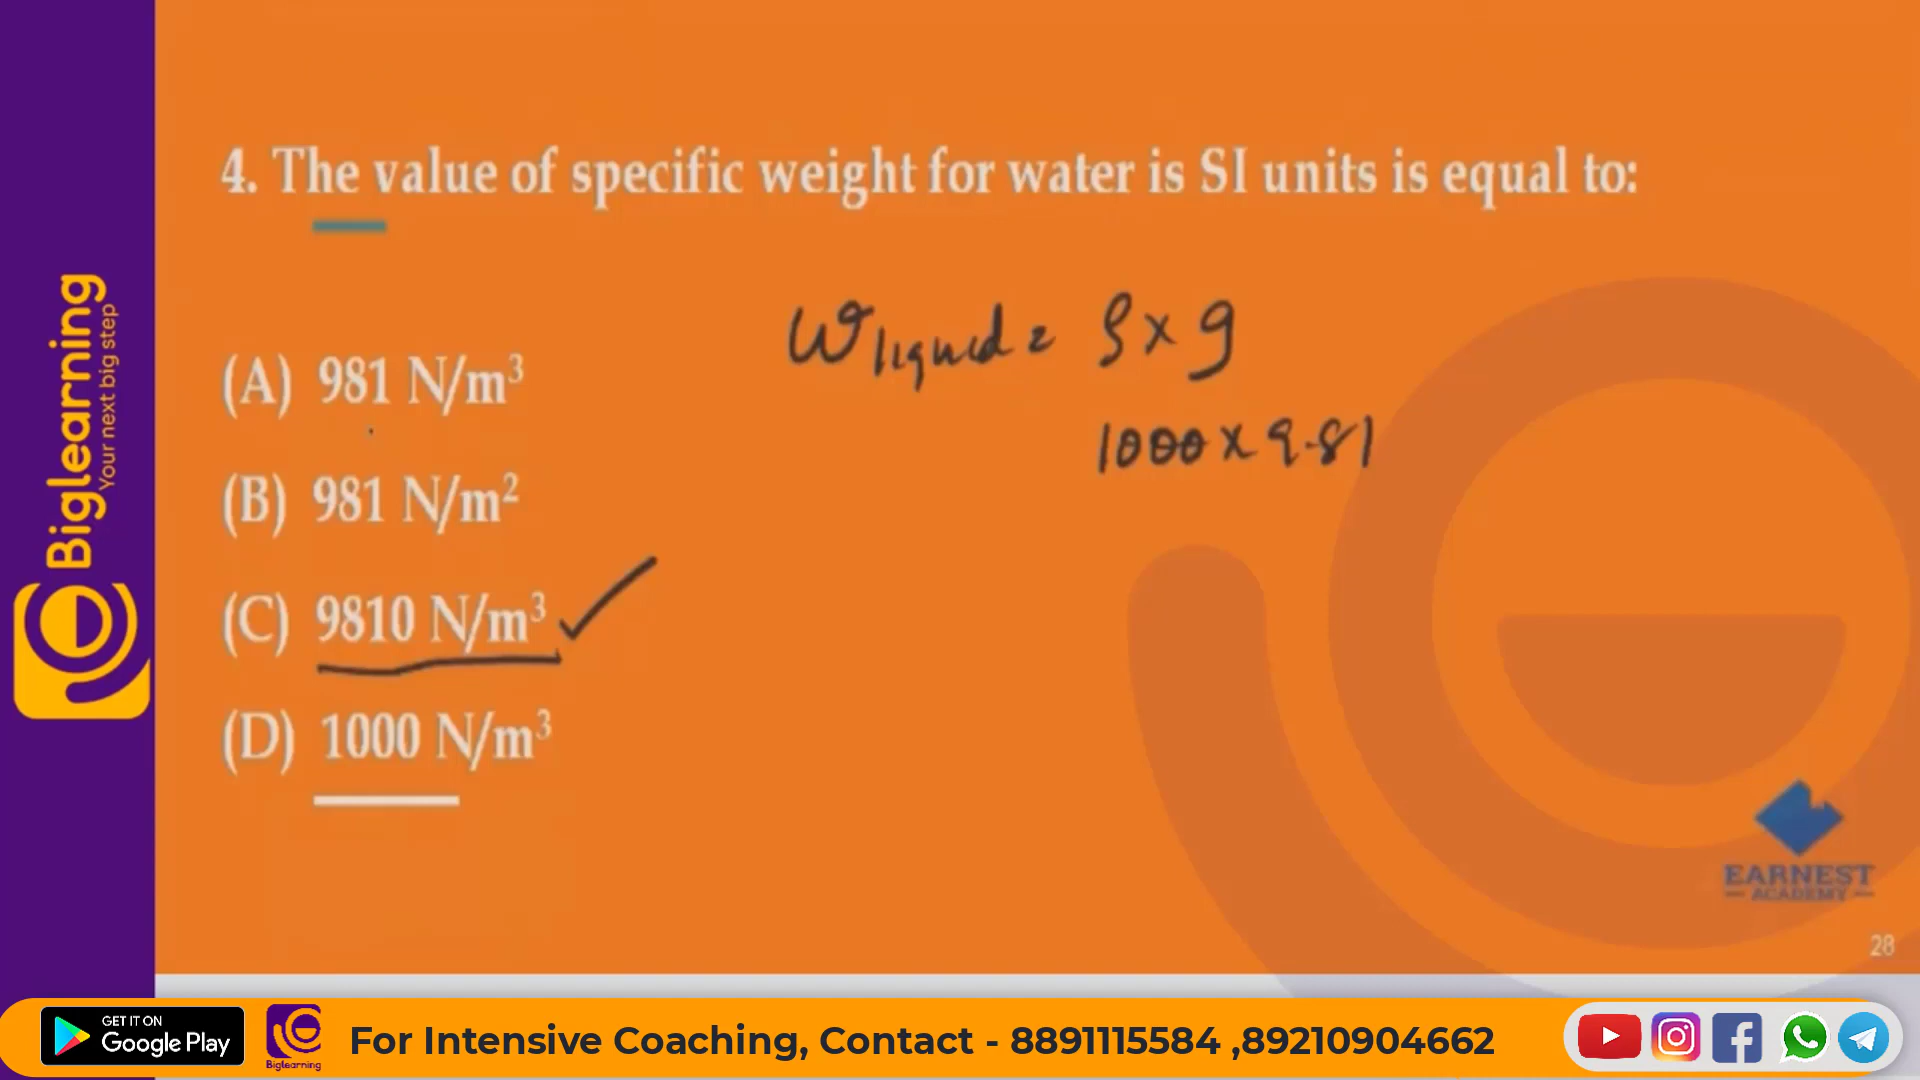 4. The value of specific weight for water is SI units is equal to:
(A) 981 N/m³
(B) 981 N/m²
(C) 9810 N/m³
(D) 1000 N/m³
W liquid = ρ x g
1000 x 9.81
Biglearning
Your next big step
EARNEST
ACADEMY
28
GET IT ON
Google Play
Biglearning
For Intensive Coaching, Contact - 8891115584 ,89210904662